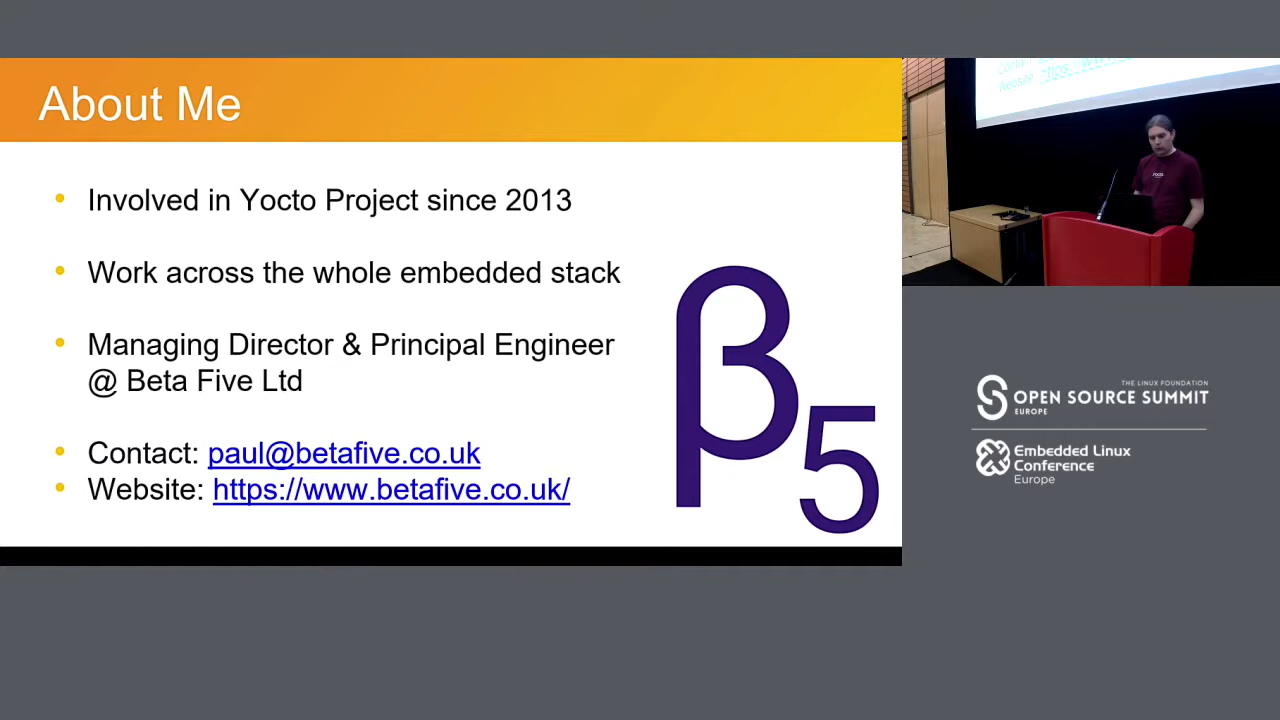 About Me
• Involved in Yocto Project since 2013
• Work across the whole embedded stack
• Managing Director & Principal Engineer
@ Beta Five Ltd
• Contact: paul@betafive.co.uk
• Website: https://www.betafive.co.uk/
β5
THE LINUX FOUNDATION
OPEN SOURCE SUMMIT
EUROPE
Embedded Linux
Conference
Europe